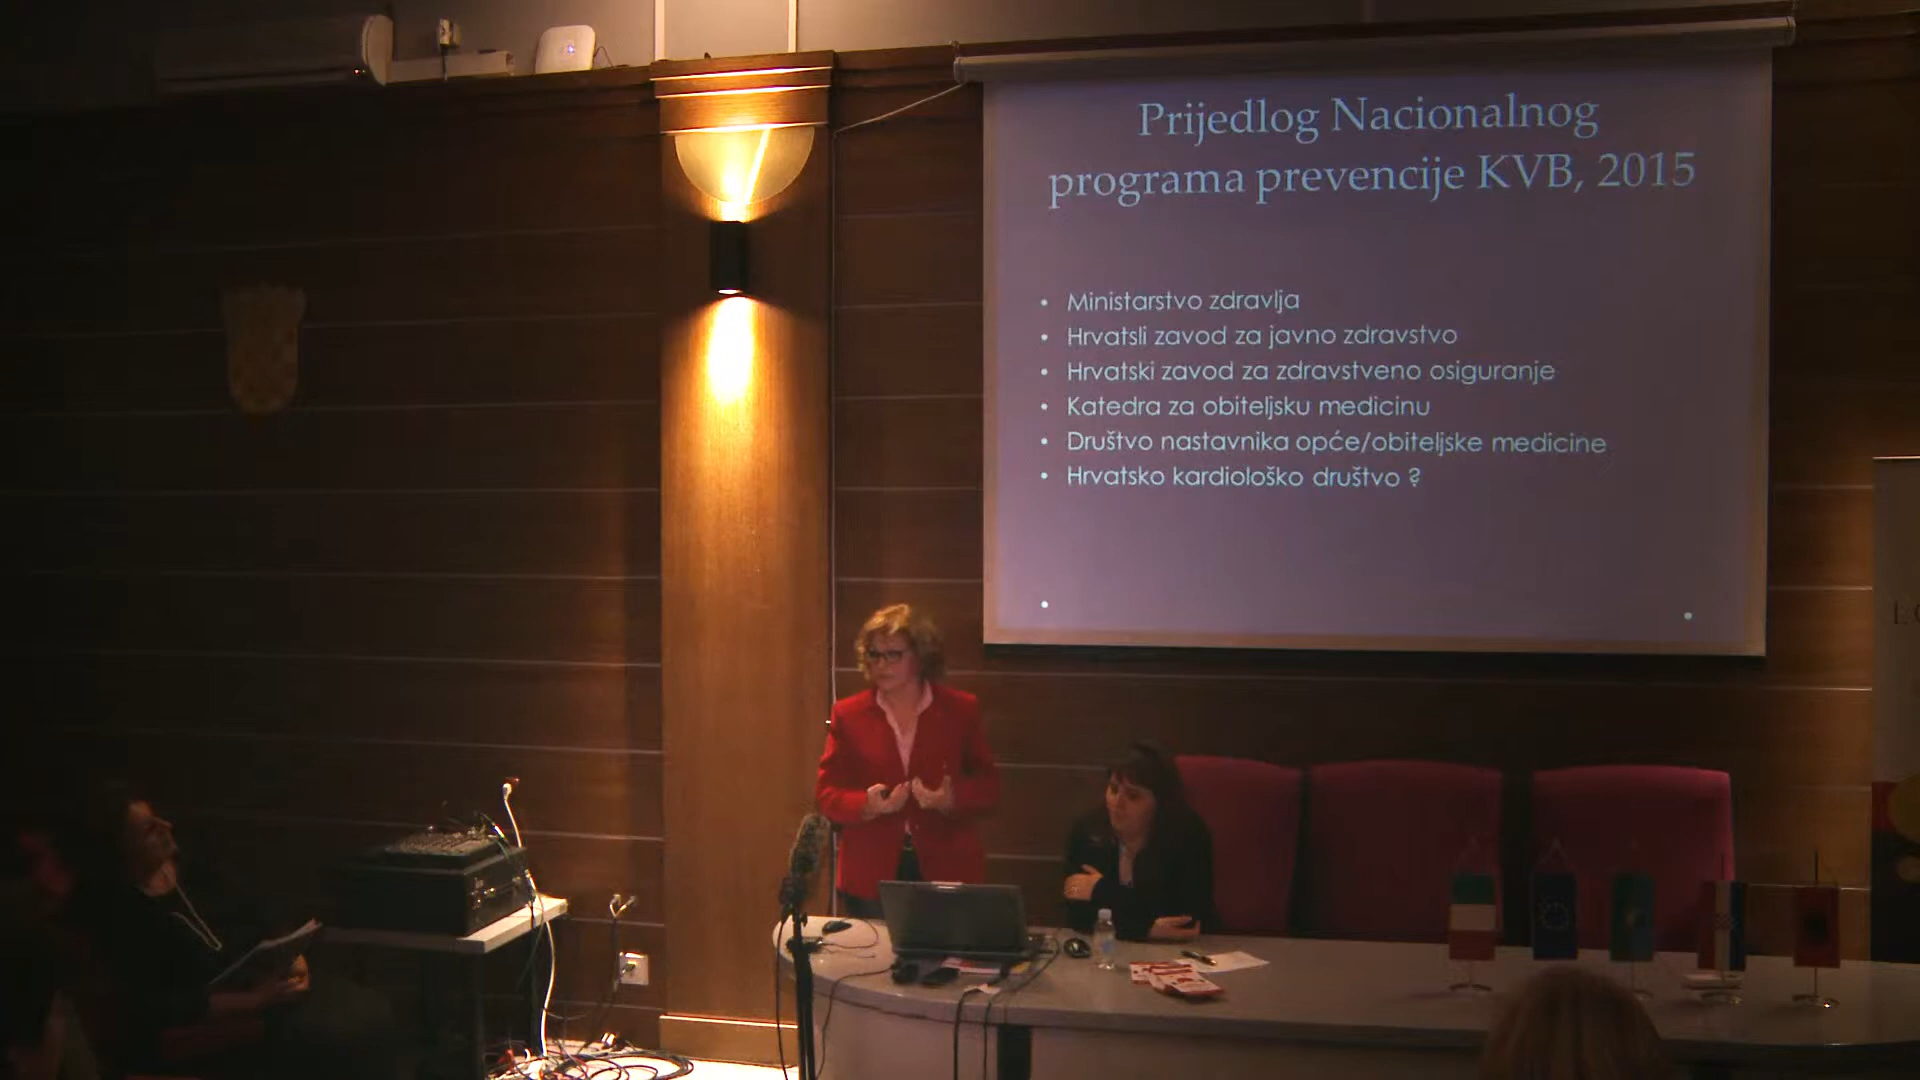 Prijedlog Nacionalnog
programa prevencije KVB, 2015
• Ministarstvo zdravlja
• Hrvatsli zavod za javno zdravstvo
• Hrvatski zavod za zdravstveno osiguranje
• Katedra za obiteljsku medicinu
• Društvo nastavnika opće/obiteljske medicine
• Hrvatsko kardiološko društvo ?